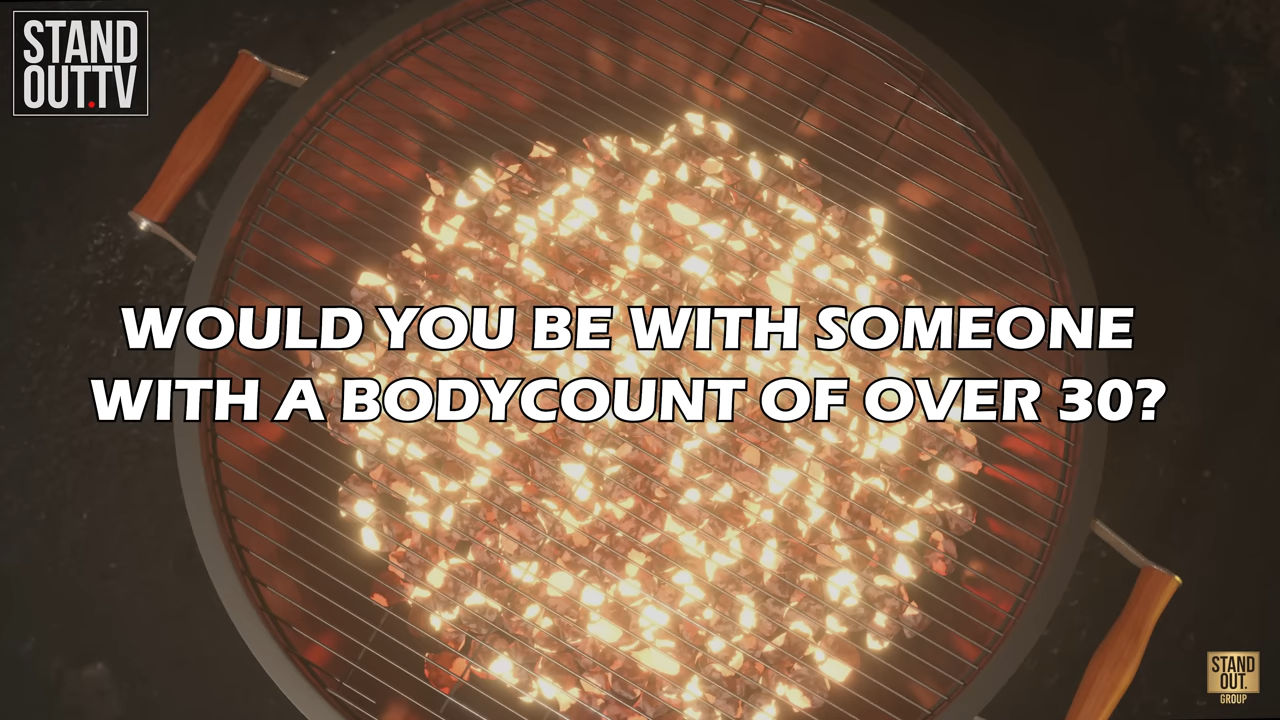 STAND
OUT.TV
WOULD YOU BE WITH SOMEONE
WITH A BODYCOUNT OF OVER 30?
STAND
OUT.
GROUP